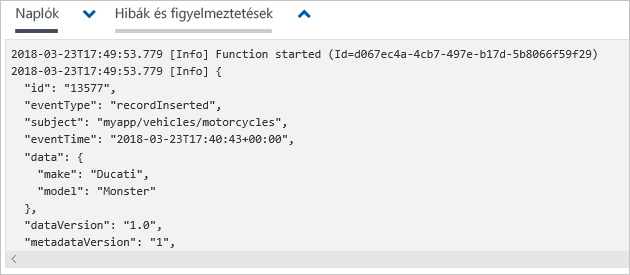 Naplók Hibák és figyelmeztetések
2018-03-23T17:49:53.779 [Info] Function started (Id=d067ec4a-4cb7-497e-b17d-5b8066f59f29)
2018-03-23T17:49:53.779 [Info] {
  "id": "13577",
  "eventType": "recordInserted",
  "subject": "myapp/vehicles/motorcycles",
  "eventTime": "2018-03-23T17:40:43+00:00",
  "data": {
    "make": "Ducati",
    "model": "Monster"
  },
  "dataVersion": "1.0",
  "metadataVersion": "1",